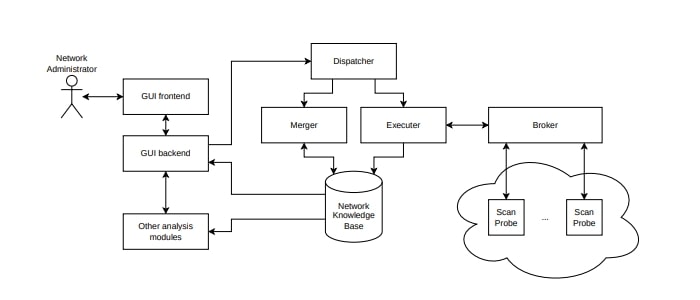 Network
Administrator
GUI frontend
GUI backend
Other analysis
modules
Dispatcher
Merger
Executer
Network
Knowledge
Base
Broker
Scan
Probe
...
Scan
Probe